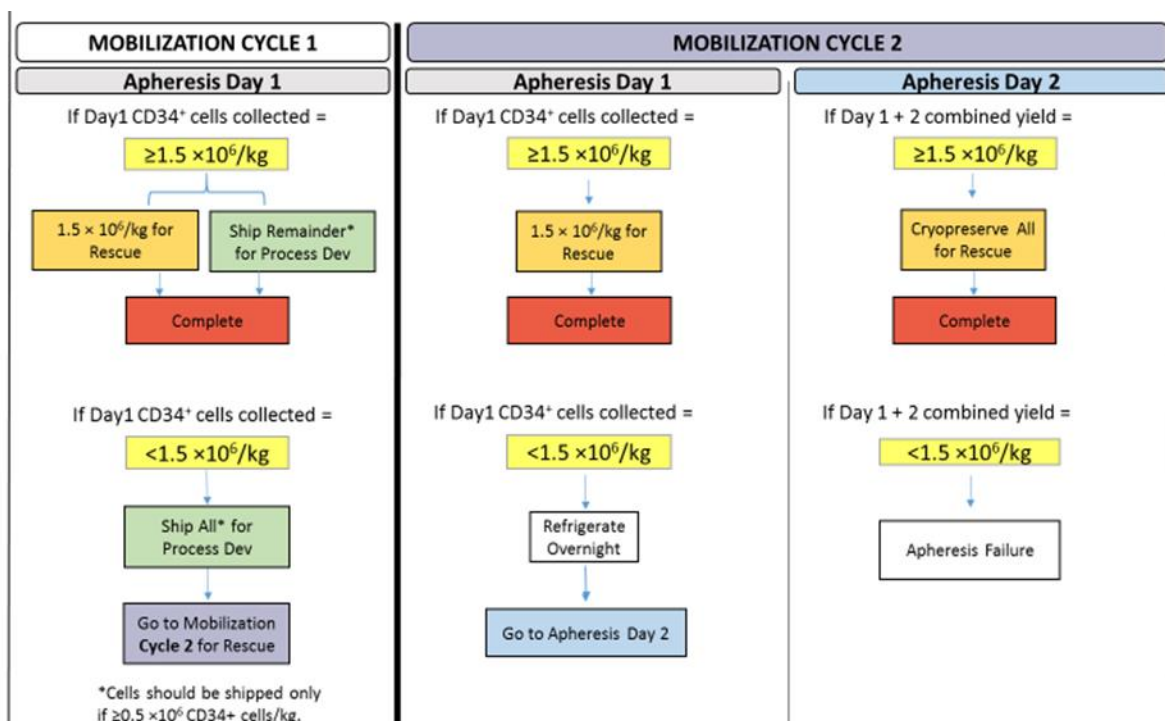 MOBILIZATION CYCLE 1
Apheresis Day 1
If Day1 CD34⁺ cells collected =
≥1.5 ×10⁶/kg
1.5 × 10⁶/kg for
Rescue
Ship Remainder*
for Process Dev
Complete
If Day1 CD34⁺ cells collected =
<1.5 ×10⁶/kg
Ship All* for
Process Dev
Go to Mobilization
Cycle 2 for Rescue
*Cells should be shipped only
if ≥0.5 ×10⁶ CD34+ cells/kg.
MOBILIZATION CYCLE 2
Apheresis Day 1
If Day1 CD34⁺ cells collected =
≥1.5 ×10⁶/kg
1.5 × 10⁶/kg for
Rescue
Complete
If Day1 CD34⁺ cells collected =
<1.5 ×10⁶/kg
Refrigerate
Overnight
Go to Apheresis Day 2
Apheresis Day 2
If Day 1 + 2 combined yield =
≥1.5 ×10⁶/kg
Cryopreserve All
for Rescue
Complete
If Day 1 + 2 combined yield =
<1.5 ×10⁶/kg
Apheresis Failure